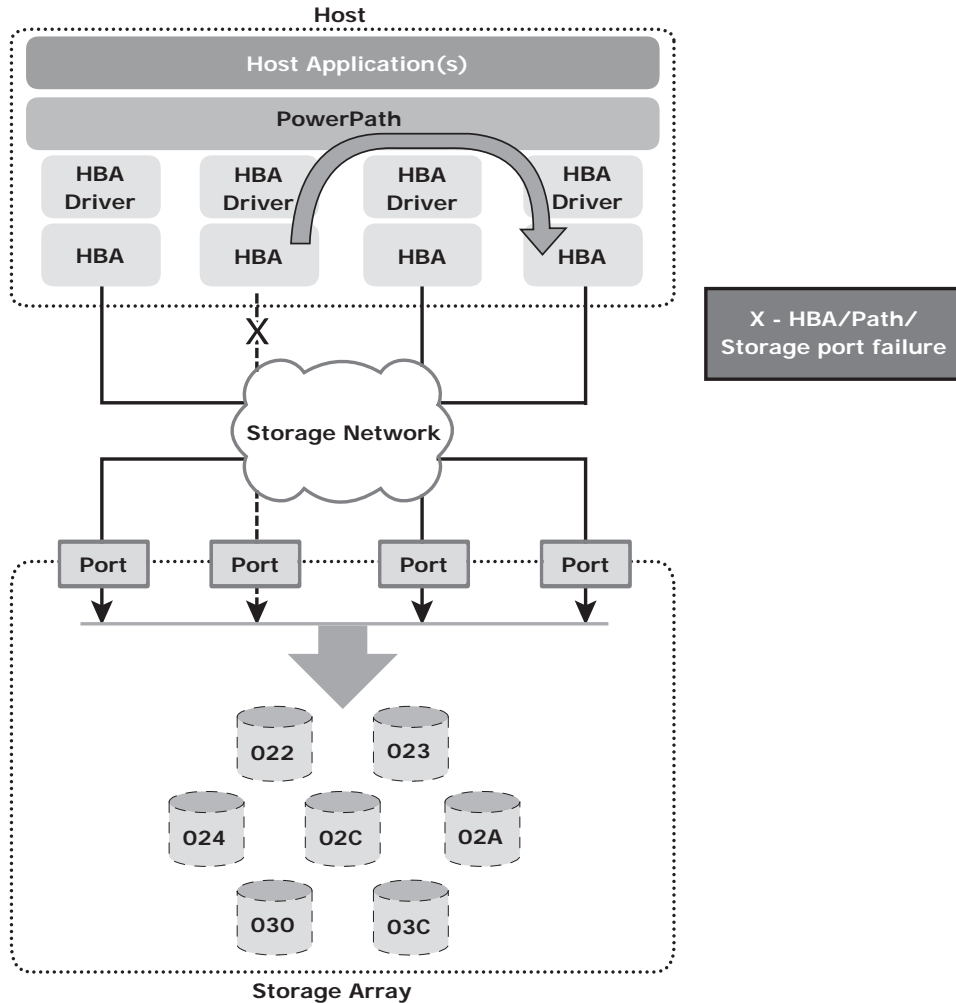 Host
Host Application(s)
PowerPath
HBA
Driver
HBA
Driver
HBA
Driver
HBA
Driver
HBA
HBA
HBA
HBA
X
X - HBA/Path/
Storage port failure
Storage Network
Port
Port
Port
Port
022
023
024
02C
02A
030
03C
Storage Array